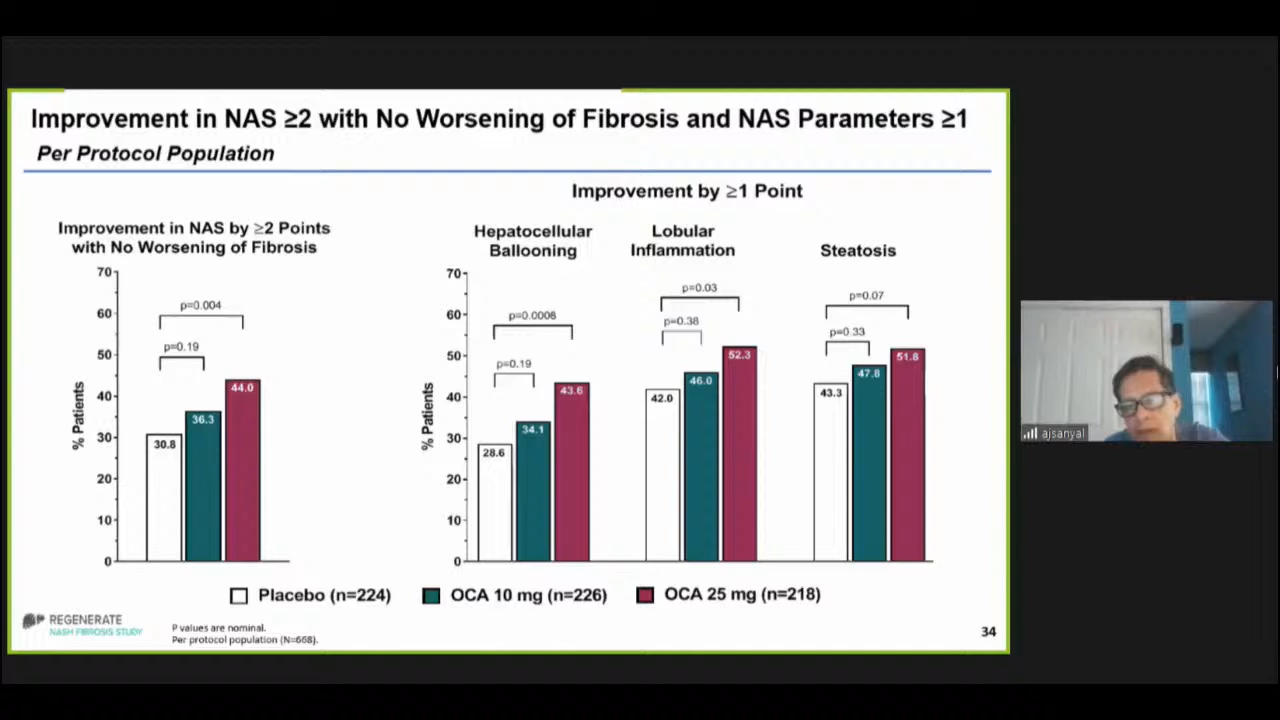 Improvement in NAS ≥2 with No Worsening of Fibrosis and NAS Parameters ≥1
Per Protocol Population
Improvement by ≥1 Point
Improvement in NAS by ≥2 Points
with No Worsening of Fibrosis
Hepatocellular
Ballooning
Lobular
Inflammation
Steatosis
% Patients
70
60
50
40
30
20
10
0
p=0.004
p=0.19
30.8
36.3
44.0
% Patients
70
60
50
40
30
20
10
0
p=0.0008
p=0.19
28.6
34.1
43.6
p=0.03
p=0.38
42.0
46.0
52.3
p=0.07
p=0.33
43.3
47.8
51.8
Placebo (n=224)
OCA 10 mg (n=226)
OCA 25 mg (n=218)
REGENERATE
NASH FIBROSIS STUDY
P values are nominal.
Per protocol population (N=668).
34
ajsanyal